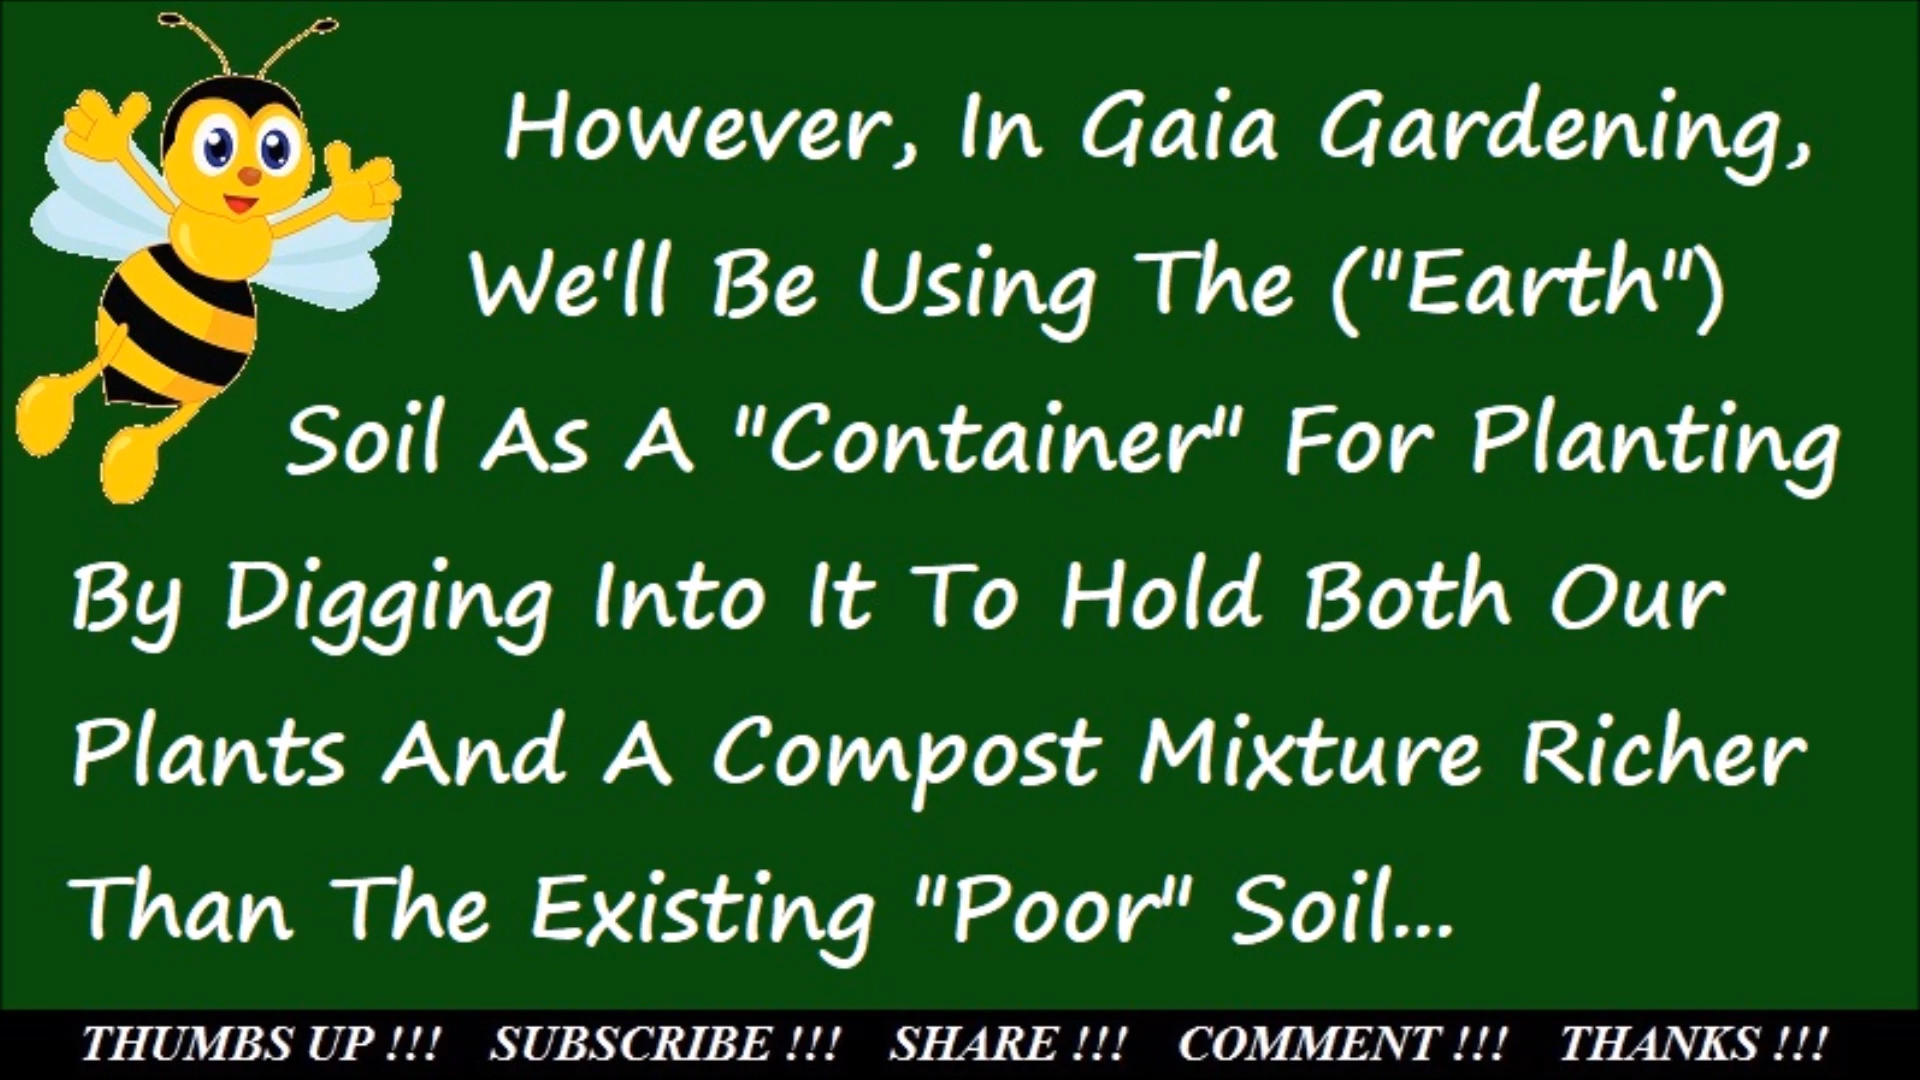 However, In Gaia Gardening,
We'll Be Using The ("Earth")
Soil As A "Container" For Planting
By Digging Into It To Hold Both Our
Plants And A Compost Mixture Richer
Than The Existing "Poor" Soil...
THUMBS UP !!! SUBSCRIBE !!! SHARE !!! COMMENT !!! THANKS !!!